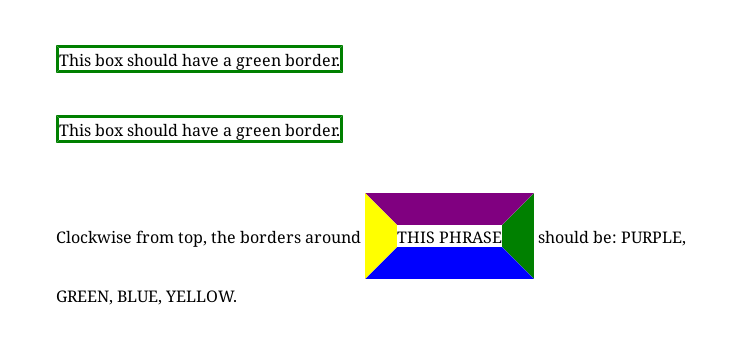 This box should have a green border.
This box should have a green border.
Clockwise from top, the borders around THIS PHRASE should be: PURPLE,
GREEN, BLUE, YELLOW.